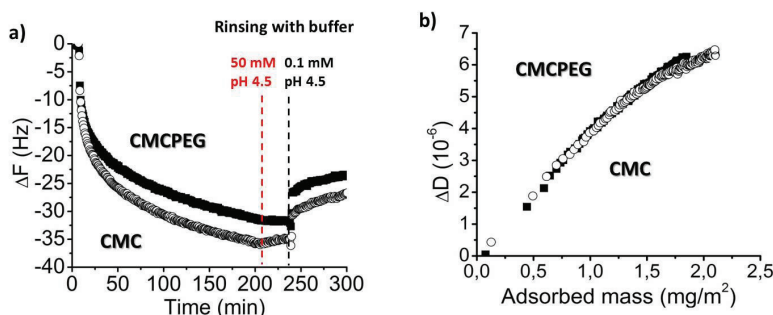 a)
Rinsing with buffer
50 mM
pH 4.5
0.1 mM
pH 4.5
CMCPEG
CMC
ΔF (Hz)
0
-5
-10
-15
-20
-25
-30
-35
-40
0 50 100 150 200 250 300
Time (min)
b)
CMCPEG
CMC
ΔD (10⁻⁶)
7
6
5
4
3
2
1
0
0,0 0,5 1,0 1,5 2,0 2,5
Adsorbed mass (mg/m²)